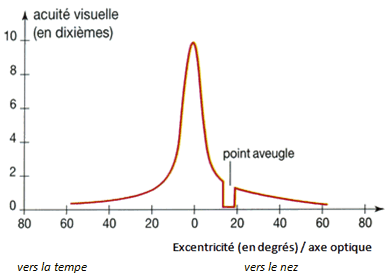 acuité visuelle
(en dixièmes)
10
8
6
4
2
0
point aveugle
80 60 40 20 0 20 40 60 80
Excentricité (en degrés) / axe optique
vers la tempe vers le nez